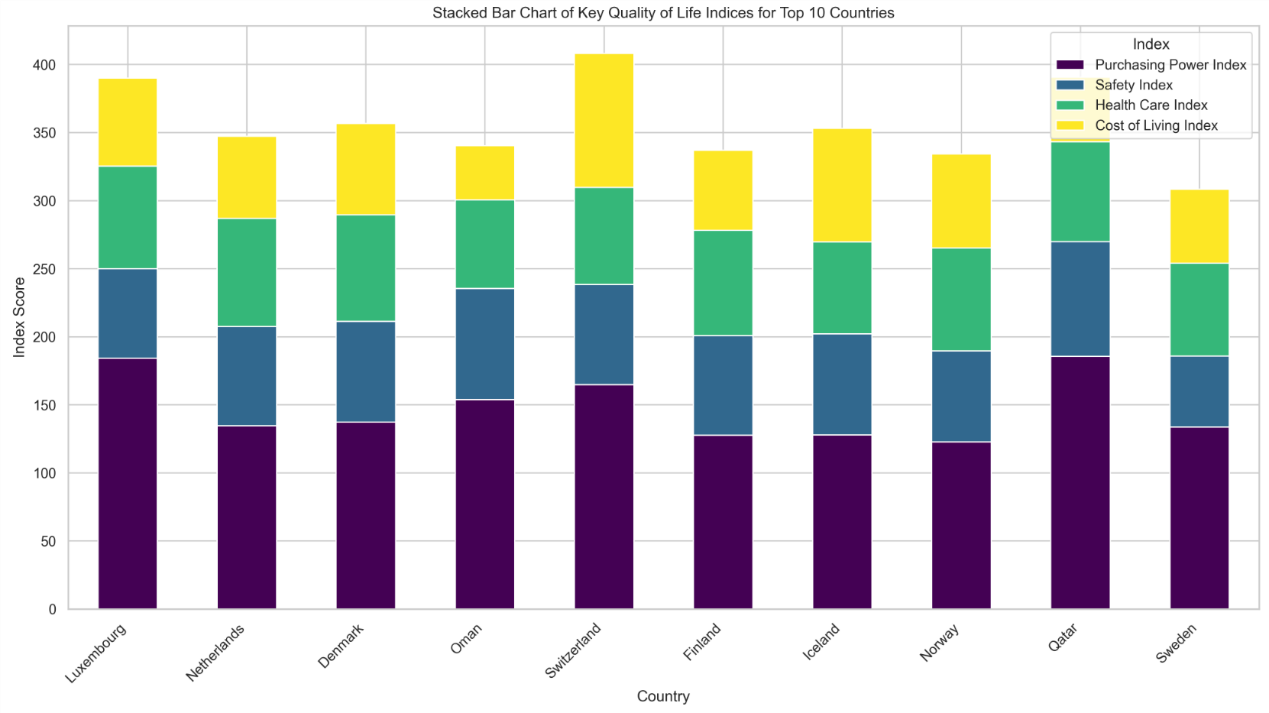 Stacked Bar Chart of Key Quality of Life Indices for Top 10 Countries
Index
Purchasing Power Index
Safety Index
Health Care Index
Cost of Living Index
Index Score
400
350
300
250
200
150
100
50
0
Luxembourg
Netherlands
Denmark
Oman
Switzerland
Finland
Iceland
Norway
Qatar
Sweden
Country